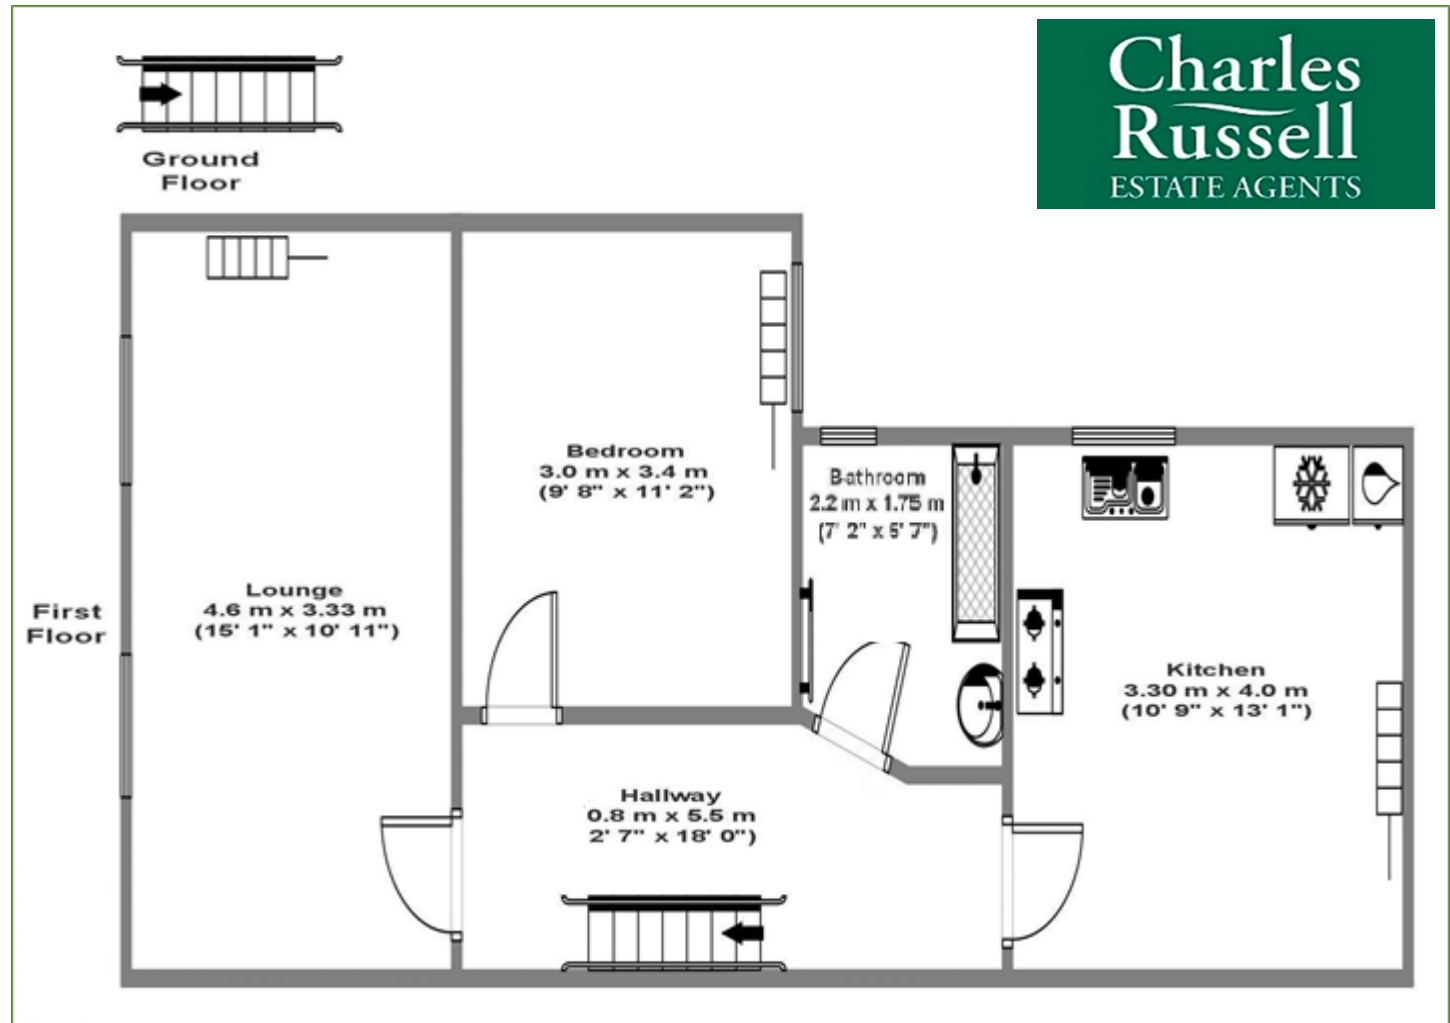 Charles
Russell
ESTATE AGENTS
Ground
Floor
Bedroom
3.0 m x 3.4 m
(9' 8" x 11' 2")
Bathroom
2.2 m x 1.75 m
(7' 2" x 5' 7")
Lounge
4.6 m x 3.33 m
(15' 1" x 10' 11")
First
Floor
Kitchen
3.30 m x 4.0 m
(10' 9" x 13' 1")
Hallway
0.8 m x 5.5 m
2' 7" x 18' 0")